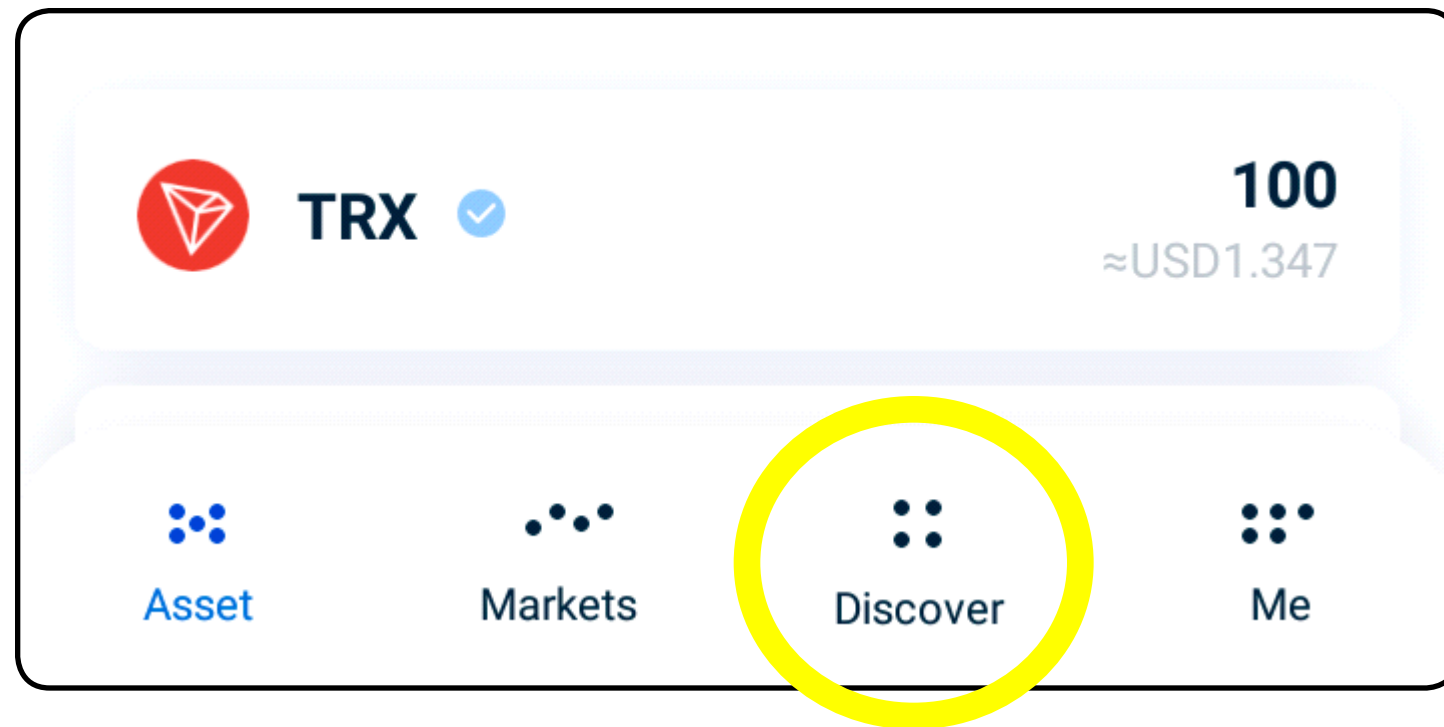 TRX
100
≈USD1.347
Asset
Markets
Discover
Me